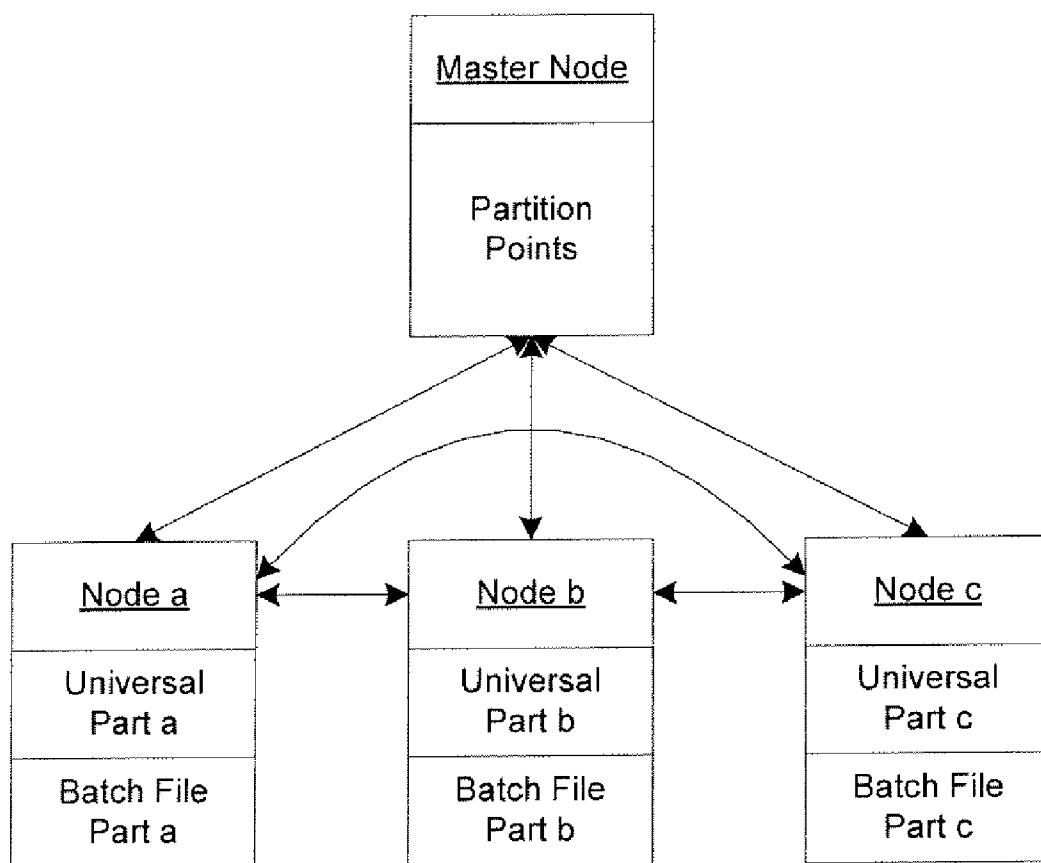 Master Node
Partition
Points
Node a
Universal
Part a
Batch File
Part a
Node b
Universal
Part b
Batch File
Part b
Node c
Universal
Part c
Batch File
Part c